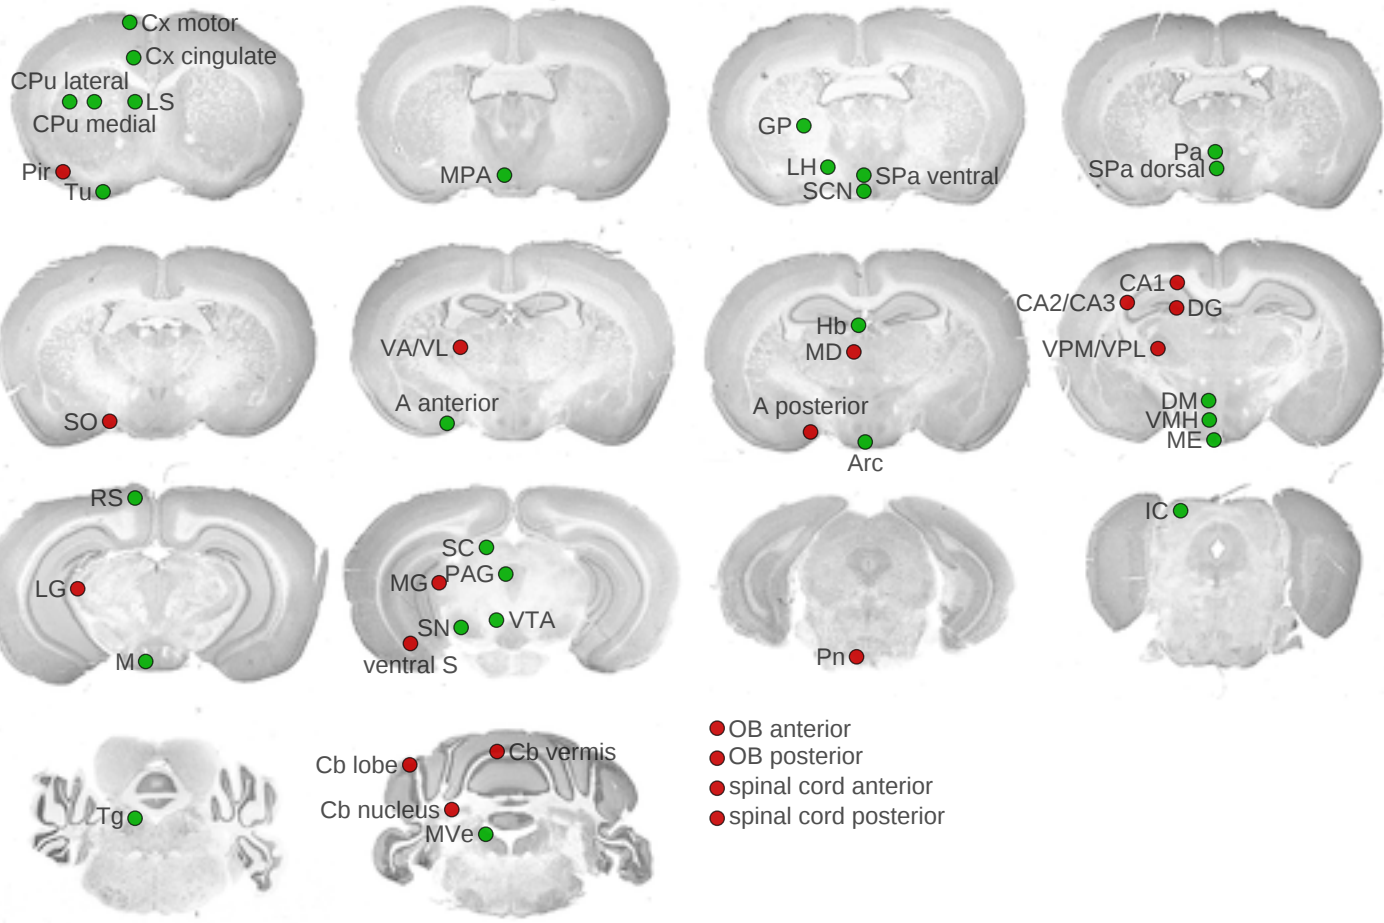 Cx motor
Cx cingulate
CPu lateral
LS
CPu medial
Pir
Tu
MPA
GP
LH
SPa ventral
SCN
Pa
SPa dorsal
SO
VA/VL
A anterior
Hb
MD
A posterior
Arc
CA1
CA2/CA3
DG
VPM/VPL
DM
VMH
ME
RS
LG
M
SC
MG
PAG
SN
VTA
ventral S
Pn
IC
Tg
Cb lobe
Cb vermis
Cb nucleus
MVe
OB anterior
OB posterior
spinal cord anterior
spinal cord posterior